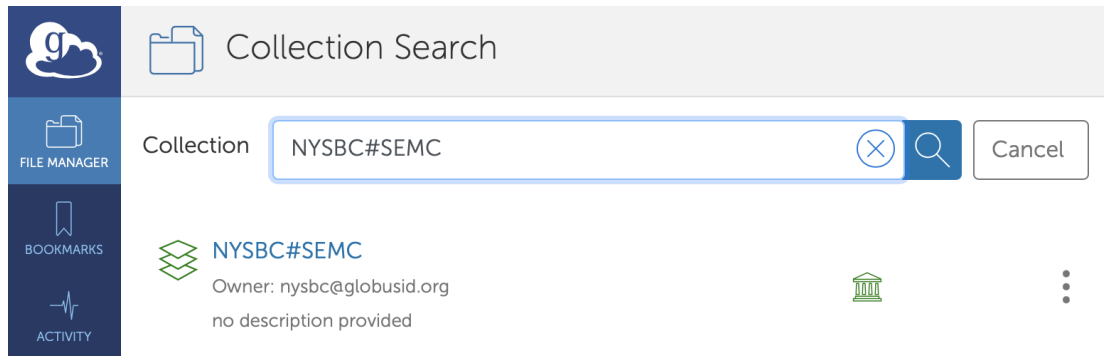 g
Collection Search
FILE MANAGER
Collection
NYSBC#SEMC
Cancel
BOOKMARKS
NYSBC#SEMC
Owner: nysbc@globusid.org
no description provided
ACTIVITY